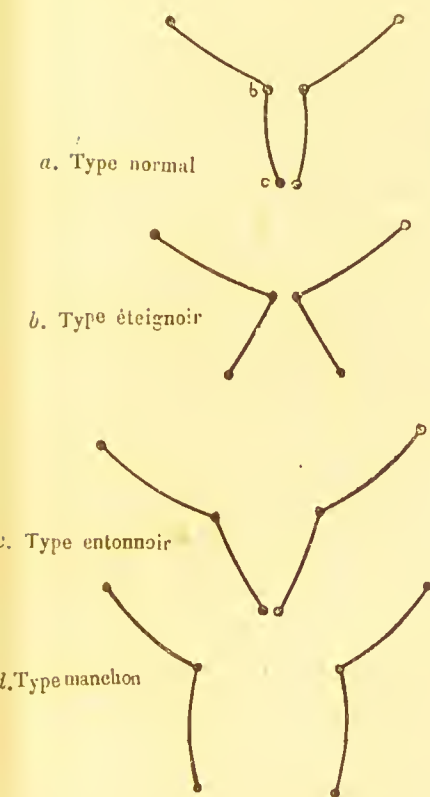 b
a. Type normal
c
b. Type éteignoir
c. Type entonnoir
d. Type manchon